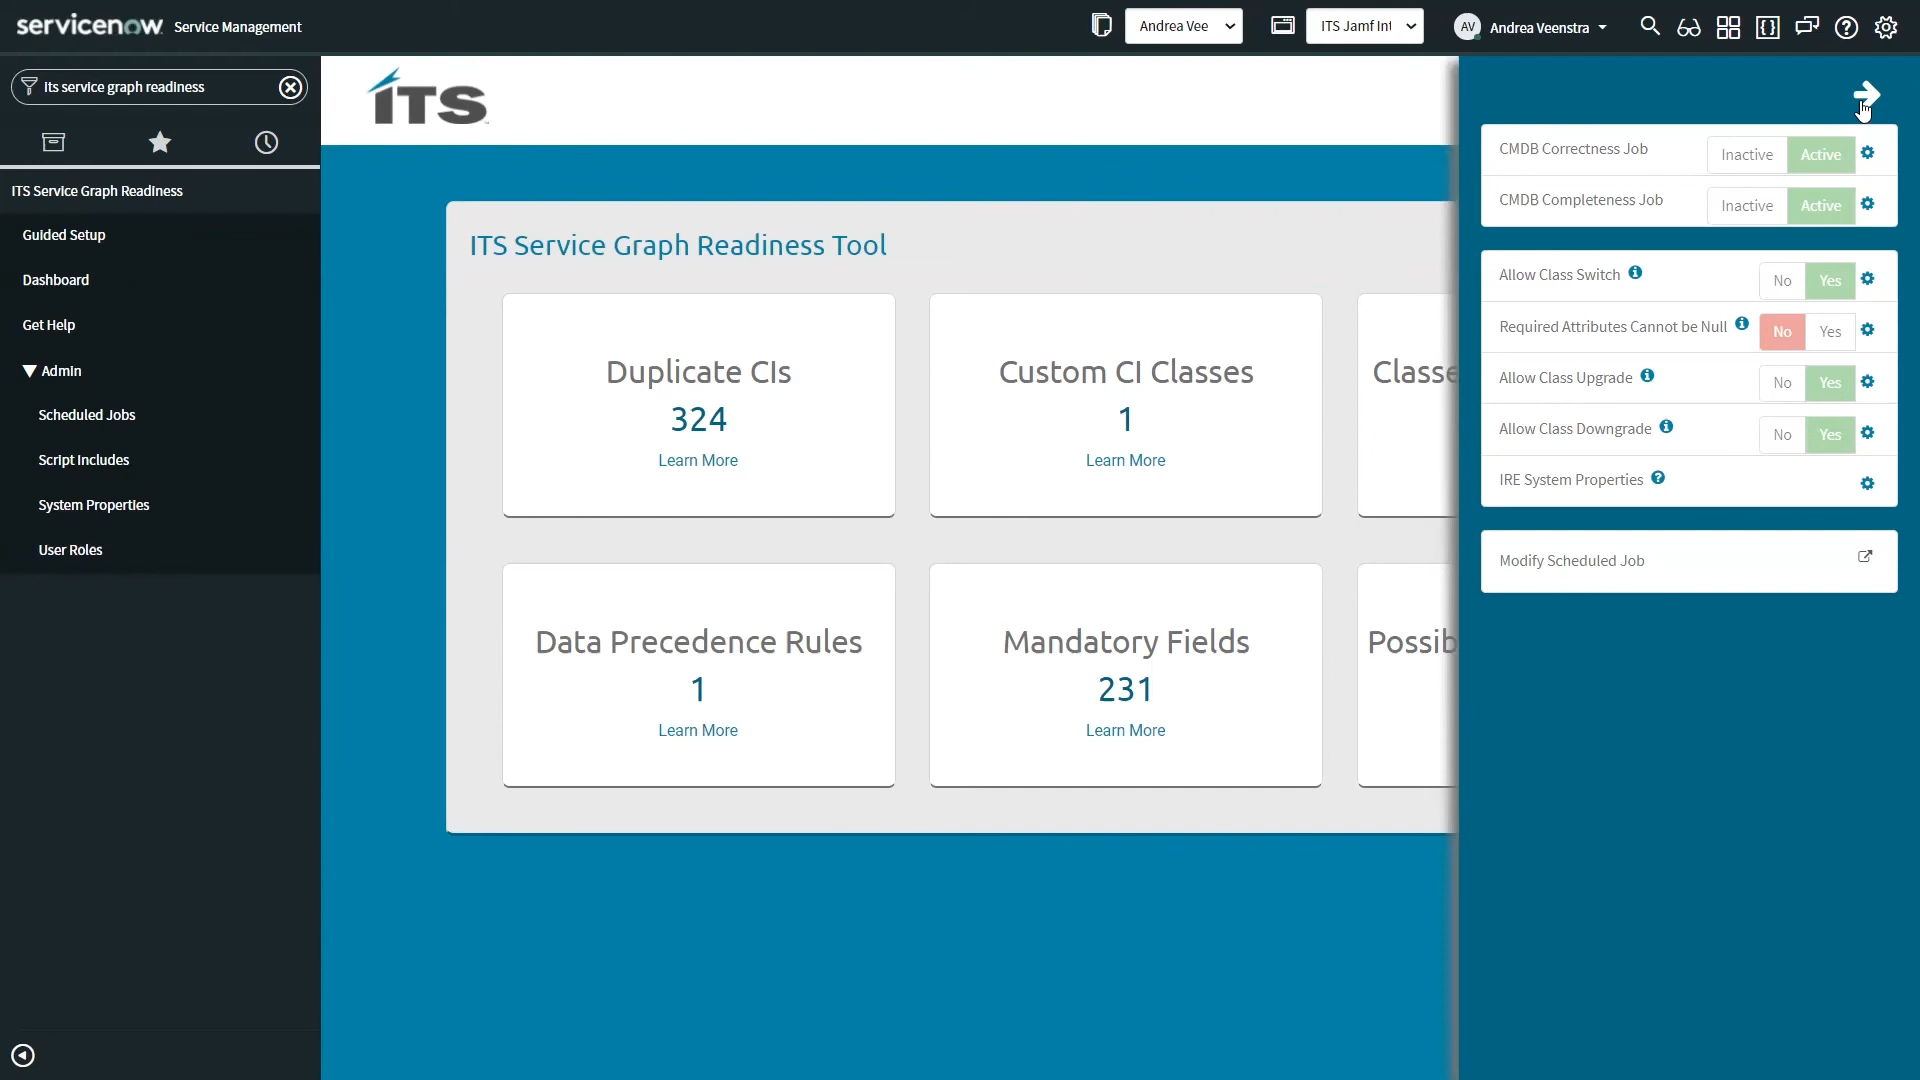 servicenow Service Management
Andrea Vee
ITS Jamf Int
AV Andrea Veenstra
its service graph readiness
ITS Service Graph Readiness
Guided Setup
Dashboard
Get Help
Admin
Scheduled Jobs
Script Includes
System Properties
User Roles
iTS
ITS Service Graph Readiness Tool
Duplicate CIs
324
Learn More
Custom CI Classes
1
Learn More
Classe
Data Precedence Rules
1
Learn More
Mandatory Fields
231
Learn More
Possib
CMDB Correctness Job Inactive Active
CMDB Completeness Job Inactive Active
Allow Class Switch No Yes
Required Attributes Cannot be Null No Yes
Allow Class Upgrade No Yes
Allow Class Downgrade No Yes
IRE System Properties
Modify Scheduled Job